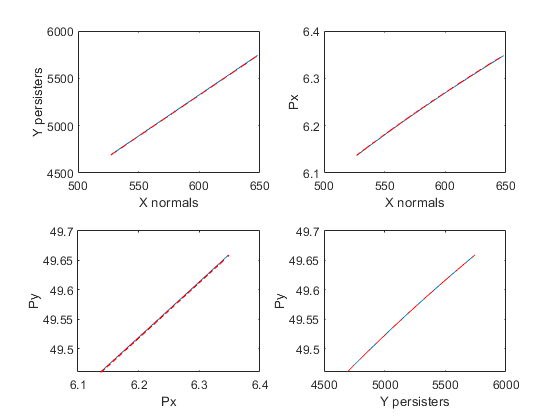 6000
5500
5000
4500
Y persisters
500 550 600 650
X normals
6.4
6.3
6.2
6.1
Px
500 550 600 650
X normals
49.7
49.65
49.6
49.55
49.5
Py
6.1 6.2 6.3 6.4
Px
49.7
49.65
49.6
49.55
49.5
Py
4500 5000 5500 6000
Y persisters